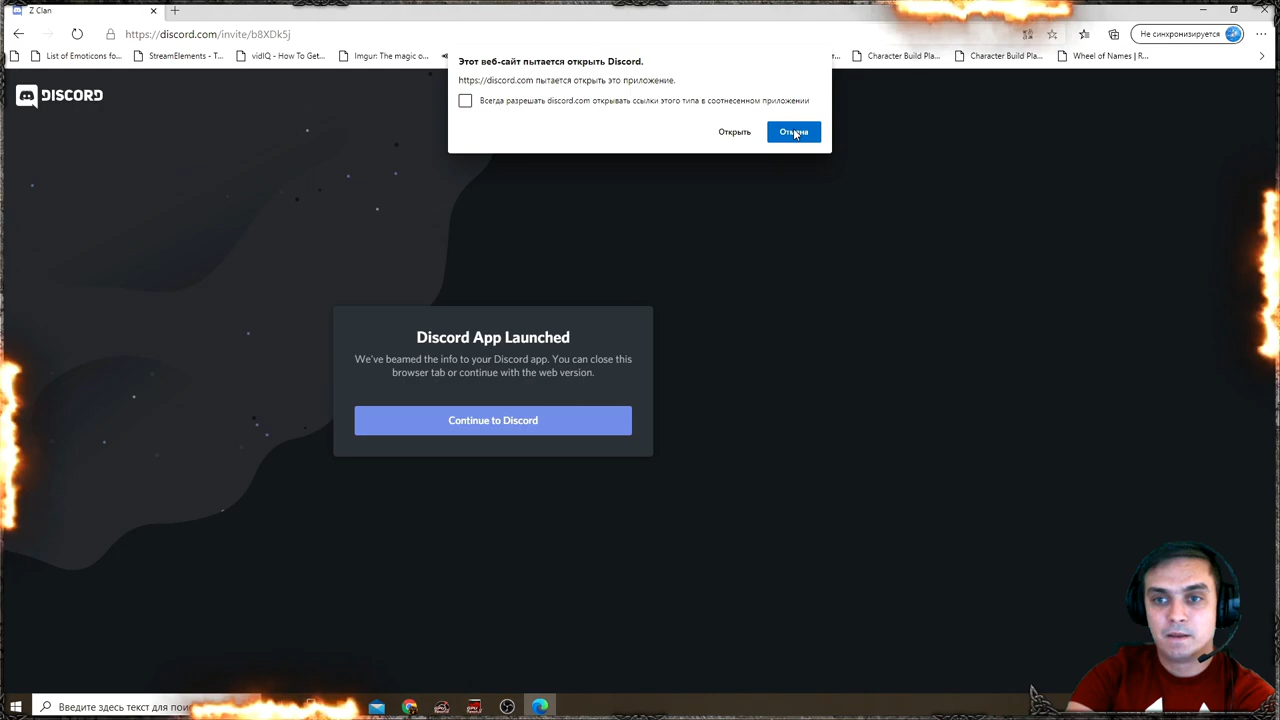 Z Clan
https://discord.com/invite/b8XDk5j
Не синхронизируется
List of Emoticons fo...
StreamElements - T...
vidIQ - How To Get...
Imgur: The magic o...
Character Build Pla...
Character Build Pla...
Wheel of Names | R...
Этот веб-сайт пытается открыть Discord.
https://discord.com пытается открыть это приложение.
Всегда разрешать discord.com открывать ссылки этого типа в соотнесенном приложении
Открыть
Отмена
DISCORD
Discord App Launched
We've beamed the info to your Discord app. You can close this
browser tab or continue with the web version.
Continue to Discord
Введите здесь текст для пои